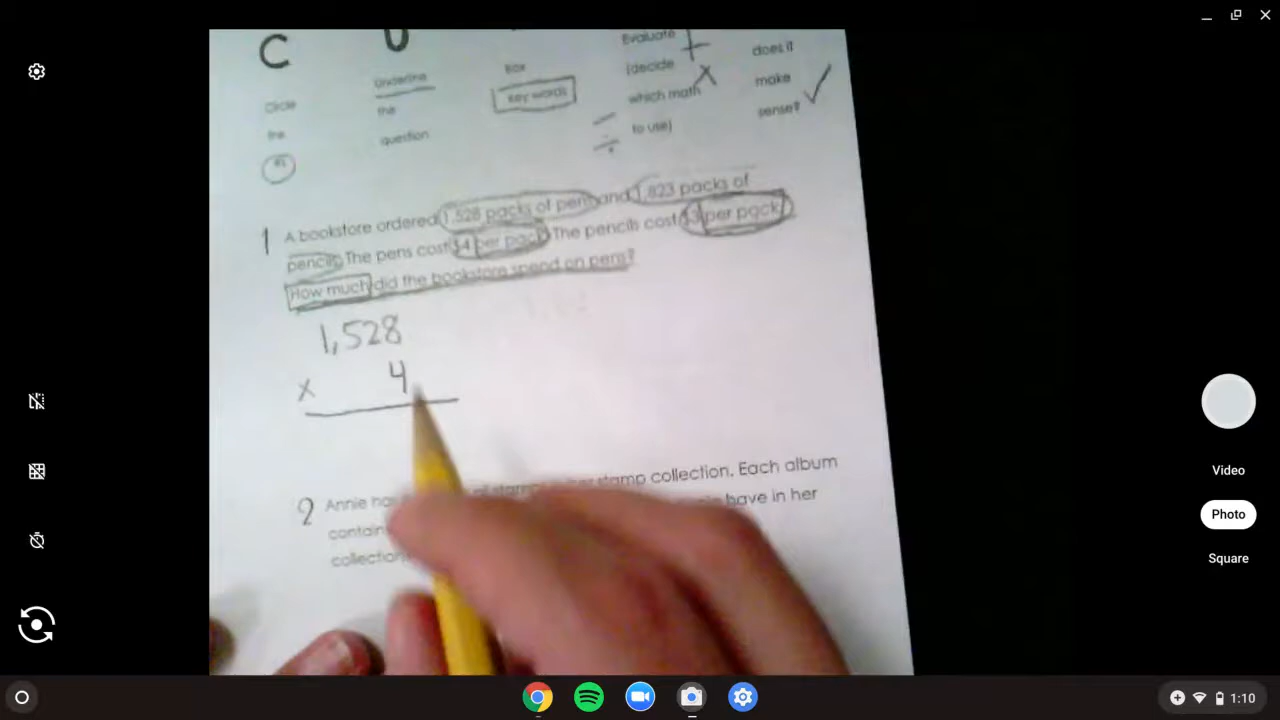 C U
Evaluate
does it
Underline
Box
(decide
make
Circle
the
key words
which math
sense?
the
question
to use)
#s
1 A bookstore ordered 1,528 packs of pens and 1,823 packs of
pencils. The pens cost $4 per pack. The pencils cost $3 per pack.
How much did the bookstore spend on pens?
1,528
x 4
2 Annie stamp collection. Each album
have in her
collection
Video
Photo
Square
1:10